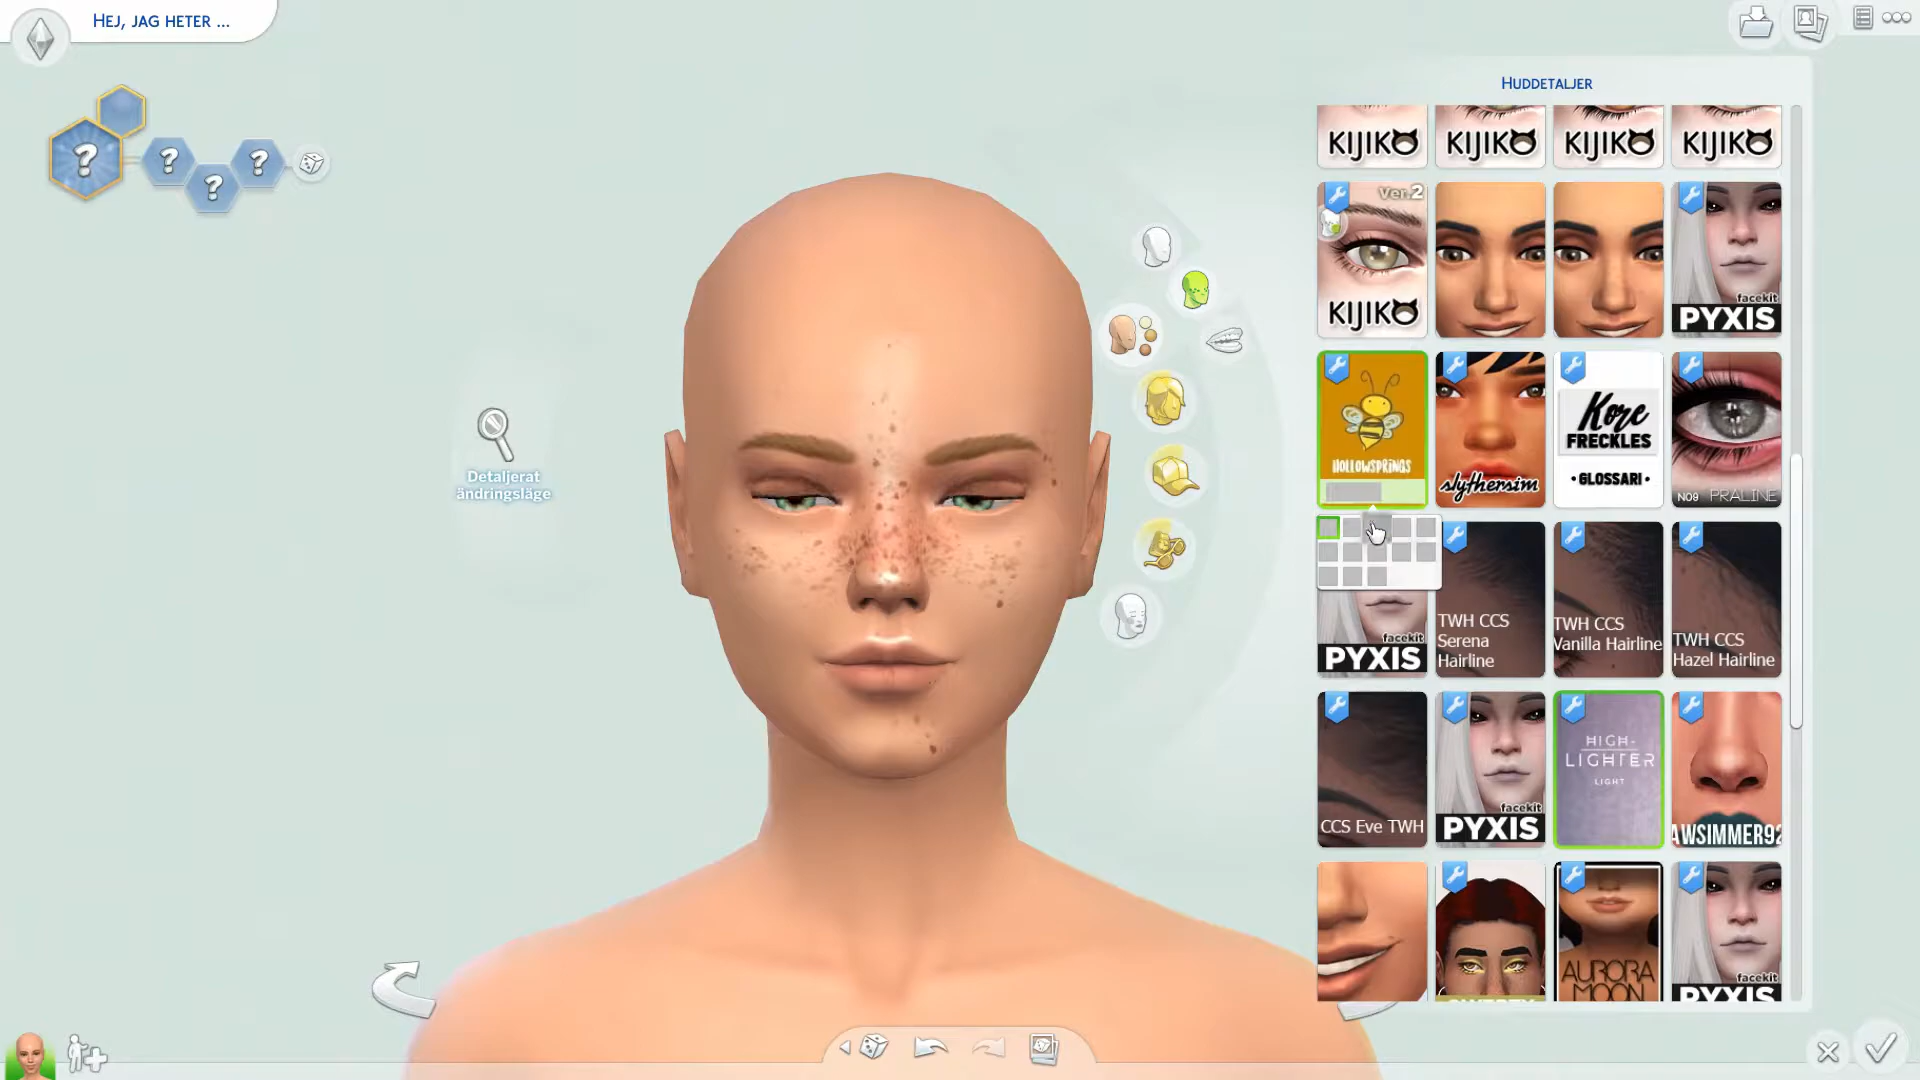 Hej, jag heter ...
Huddetaljer
KIJIKO
KIJIKO
KIJIKO
KIJIKO
Ver.2
KIJIKO
facekit
PYXIS
HOLLOWSPRINGS
slythersim
Kore
FRECKLES
• GLOSSARI •
N09 PRALINE
Detaljerat
ändringsläge
facekit
PYXIS
TWH CCS
Serena
Hairline
TWH CCS
Vanilla Hairline
TWH CCS
Hazel Hairline
CCS Eve TWH
facekit
PYXIS
HIGH-
LIGHTER
LIGHT
AWSIMMER92
AURORA
MOON
facekit
PYXIS